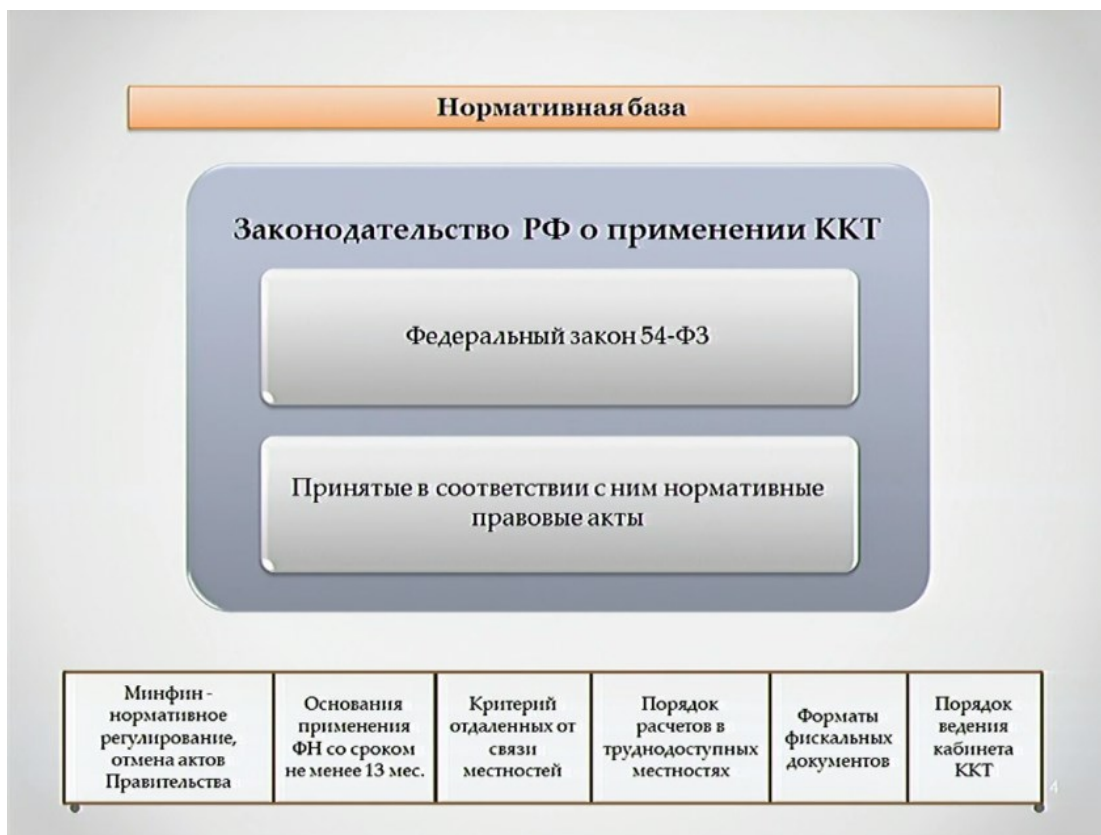 Нормативная база
Законодательство РФ о применении ККТ
Федеральный закон 54-ФЗ
Принятые в соответствии с ним нормативные
правовые акты
Минфин -
нормативное
регулирование,
отмена актов
Правительства
Основания
применения
ФН со сроком
не менее 13 мес.
Критерий
отдаленных от
связи
местностей
Порядок
расчетов в
труднодоступных
местностях
Форматы
фискальных
документов
Порядок
ведения
кабинета
ККТ
4